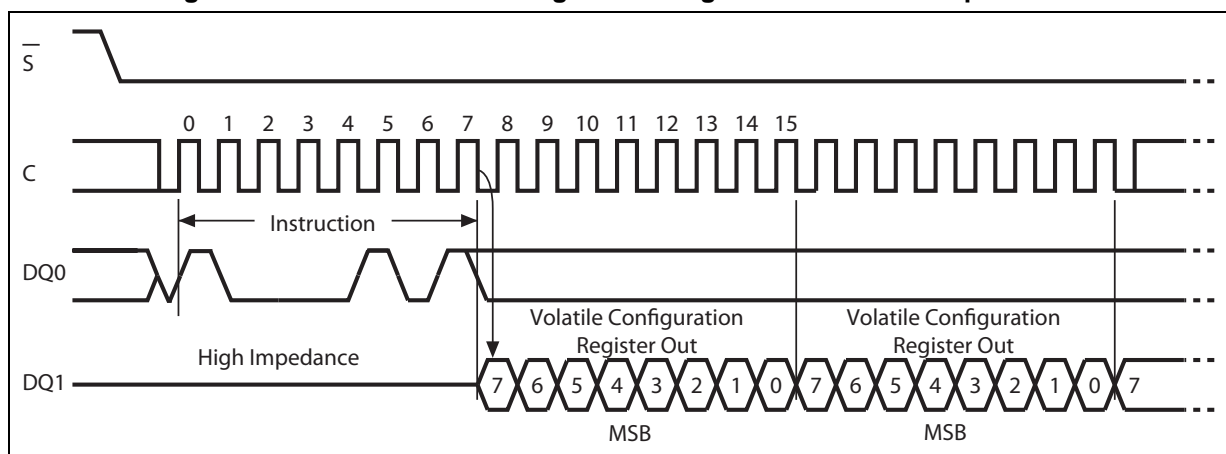 S
0 1 2 3 4 5 6 7 8 9 10 11 12 13 14 15
C
Instruction
DQ0
Volatile Configuration
Register Out
Volatile Configuration
Register Out
High Impedance
DQ1
7 6 5 4 3 2 1 0 7 6 5 4 3 2 1 0 7
MSB
MSB